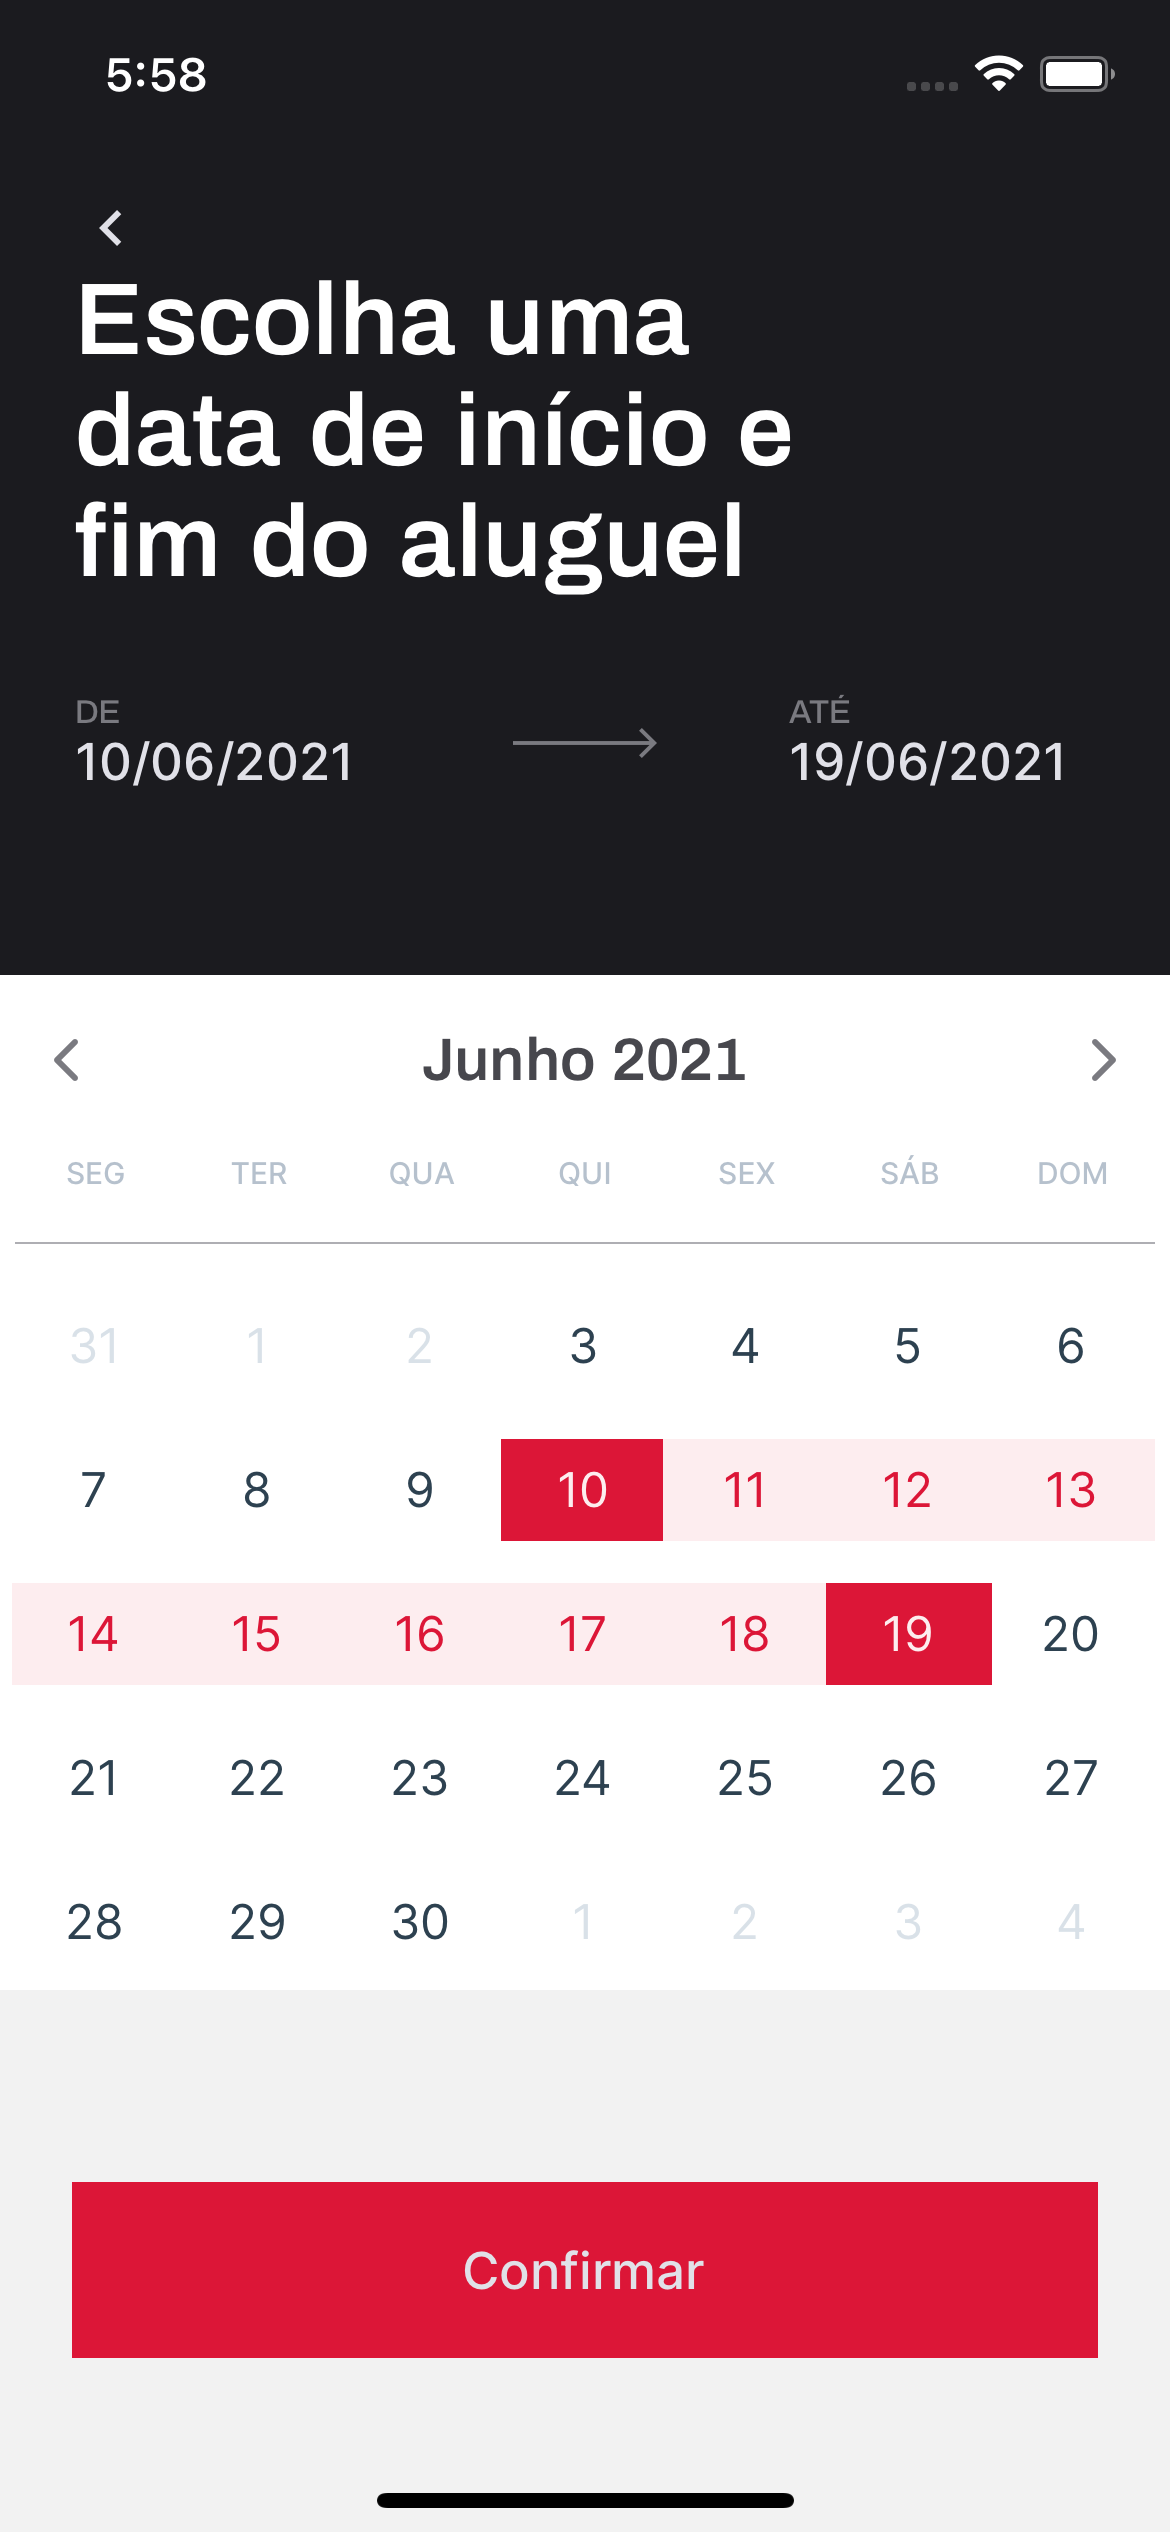 5:58
Escolha uma
data de início e
fim do aluguel
DE
10/06/2021
ATÉ
19/06/2021
Junho 2021
SEG TER QUA QUI SEX SÁB DOM
31 1 2 3 4 5 6
7 8 9 10 11 12 13
14 15 16 17 18 19 20
21 22 23 24 25 26 27
28 29 30 1 2 3 4
Confirmar